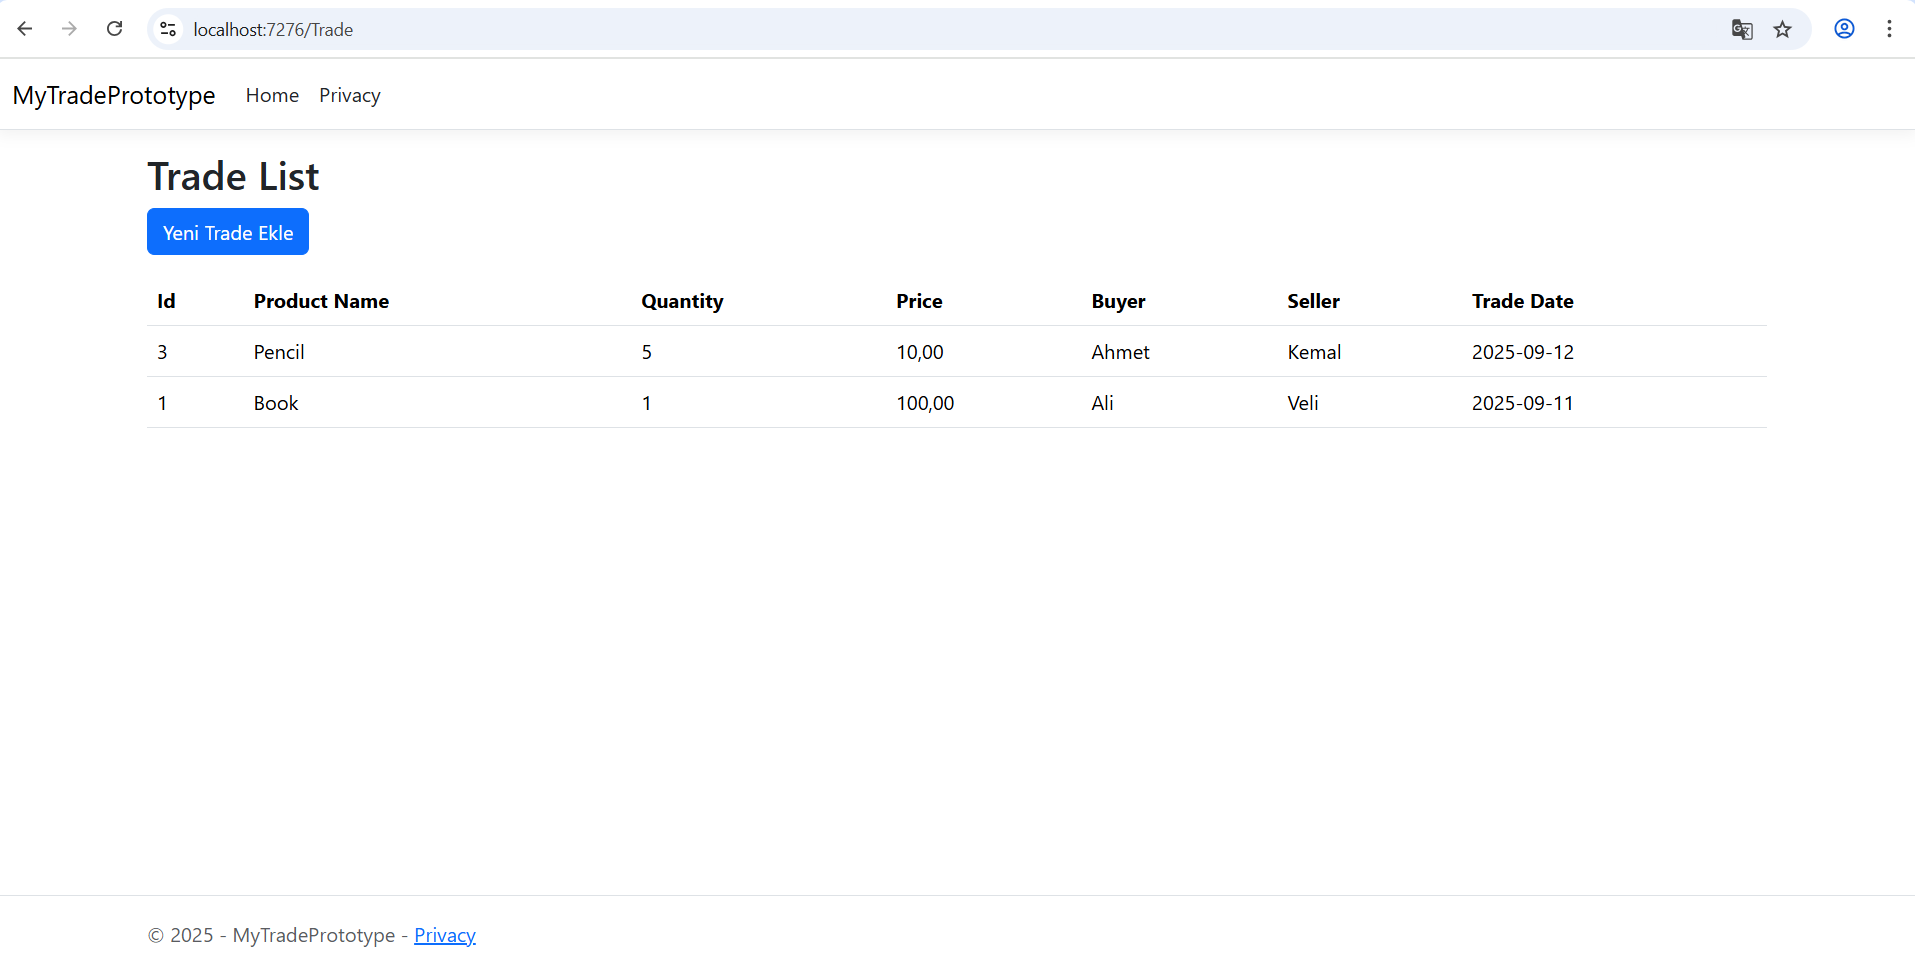 localhost:7276/Trade
MyTradePrototype Home Privacy
Trade List
Yeni Trade Ekle
Id Product Name Quantity Price Buyer Seller Trade Date
3 Pencil 5 10,00 Ahmet Kemal 2025-09-12
1 Book 1 100,00 Ali Veli 2025-09-11
© 2025 - MyTradePrototype - Privacy